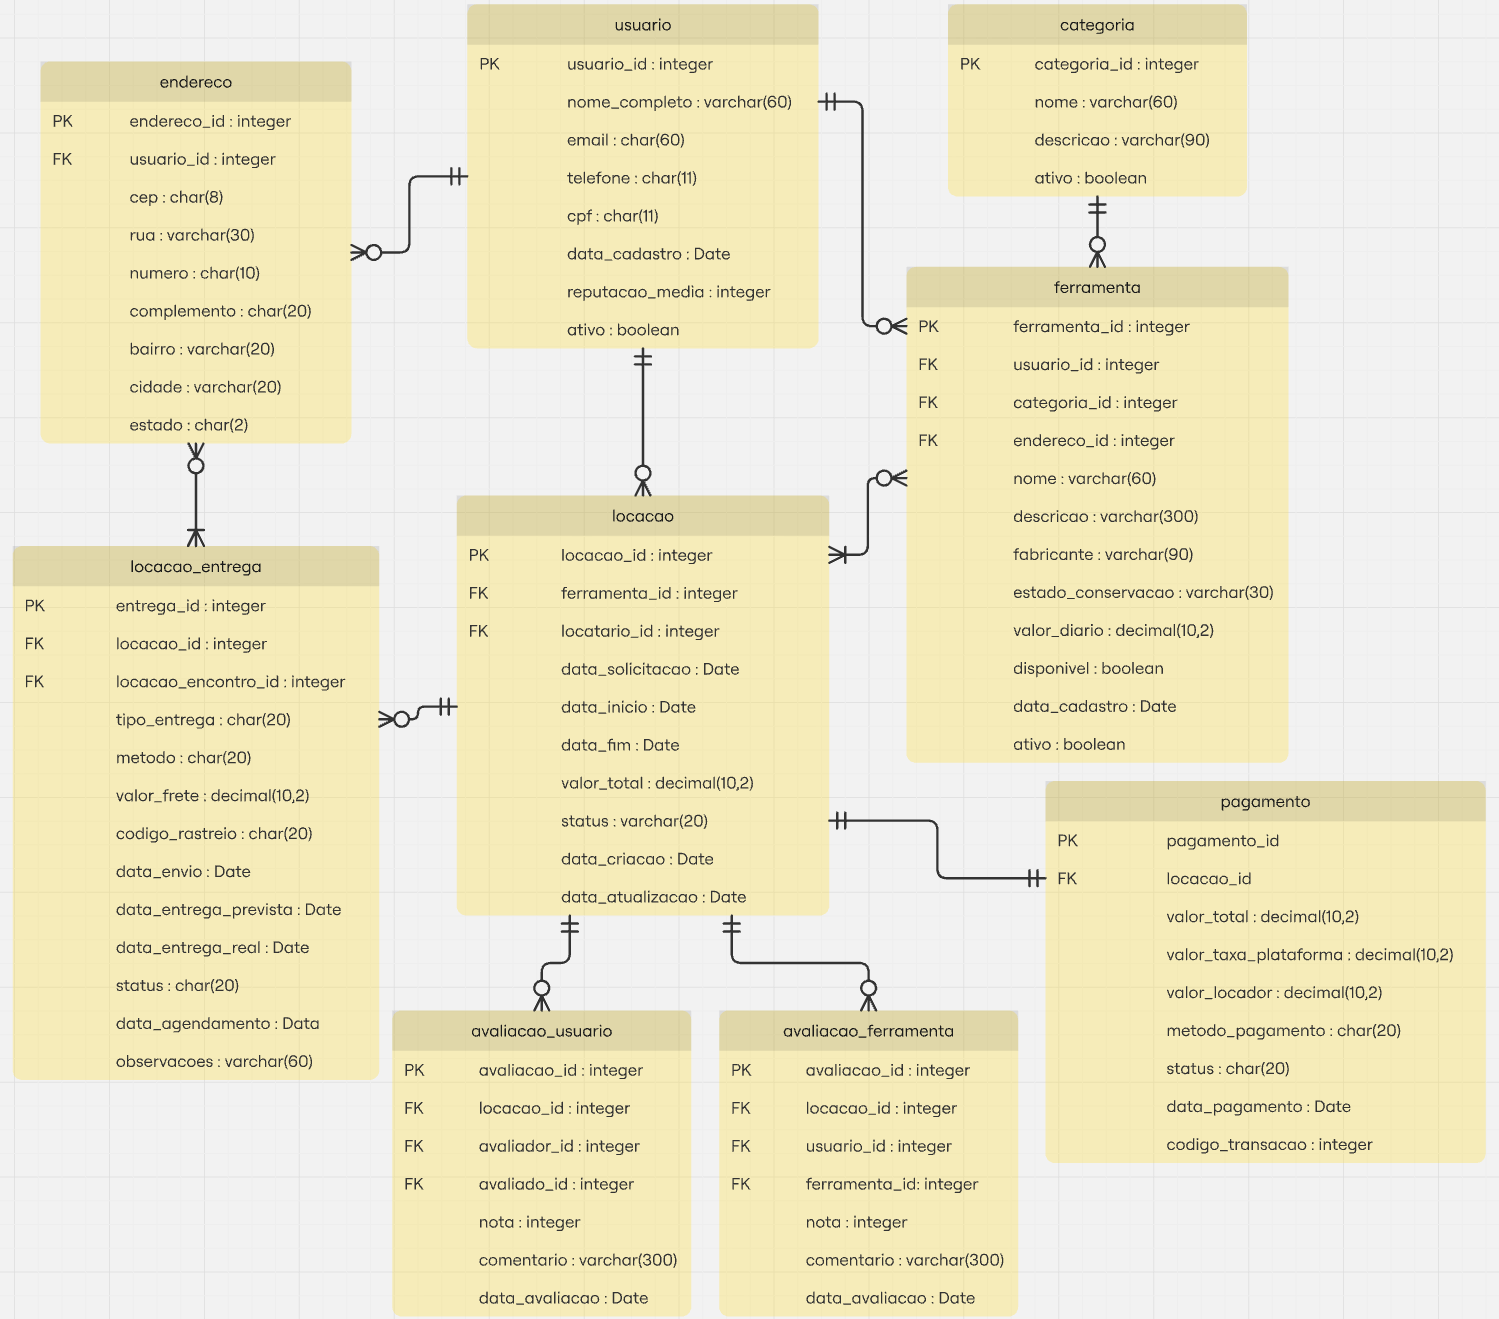 usuario
PK usuario_id : integer
nome_completo : varchar(60)
email : char(60)
telefone : char(11)
cpf : char(11)
data_cadastro : Date
reputacao_media : integer
ativo : boolean
categoria
PK categoria_id : integer
nome : varchar(60)
descricao : varchar(90)
ativo : boolean
endereco
PK endereco_id : integer
FK usuario_id : integer
cep : char(8)
rua : varchar(30)
numero : char(10)
complemento : char(20)
bairro : varchar(20)
cidade : varchar(20)
estado : char(2)
ferramenta
PK ferramenta_id : integer
FK usuario_id : integer
FK categoria_id : integer
FK endereco_id : integer
nome : varchar(60)
descricao : varchar(300)
fabricante : varchar(90)
estado_conservacao : varchar(30)
valor_diario : decimal(10,2)
disponivel : boolean
data_cadastro : Date
ativo : boolean
locacao
PK locacao_id : integer
FK ferramenta_id : integer
FK locatario_id : integer
data_solicitacao : Date
data_inicio : Date
data_fim : Date
valor_total : decimal(10,2)
status : varchar(20)
data_criacao : Date
data_atualizacao : Date
locacao_entrega
PK entrega_id : integer
FK locacao_id : integer
FK locacao_encontro_id : integer
tipo_entrega : char(20)
metodo : char(20)
valor_frete : decimal(10,2)
codigo_rastreio : char(20)
data_envio : Date
data_entrega_prevista : Date
data_entrega_real : Date
status : char(20)
data_agendamento : Data
observacoes : varchar(60)
pagamento
PK pagamento_id
FK locacao_id
valor_total : decimal(10,2)
valor_taxa_plataforma : decimal(10,2)
valor_locador : decimal(10,2)
metodo_pagamento : char(20)
status : char(20)
data_pagamento : Date
codigo_transacao : integer
avaliacao_usuario
PK avaliacao_id : integer
FK locacao_id : integer
FK avaliador_id : integer
FK avaliado_id : integer
nota : integer
comentario : varchar(300)
data_avaliacao : Date
avaliacao_ferramenta
PK avaliacao_id : integer
FK locacao_id : integer
FK usuario_id : integer
FK ferramenta_id: integer
nota : integer
comentario : varchar(300)
data_avaliacao : Date